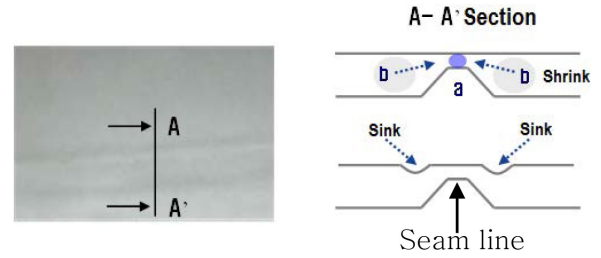 A- A' Section
b
b
Shrink
a
A
A'
Sink
Sink
Seam line